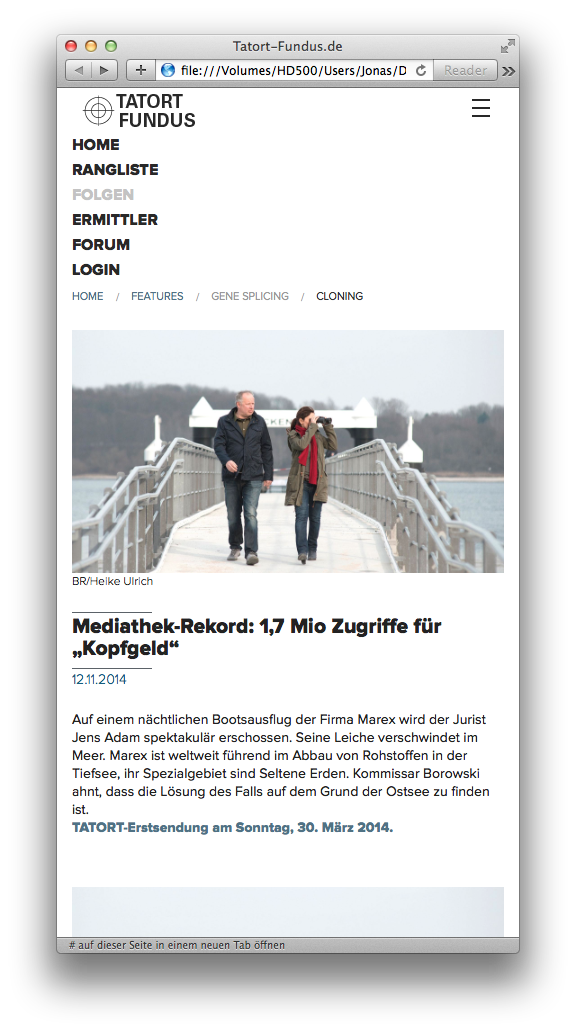 Tatort-Fundus.de
file:///Volumes/HD500/Users/Jonas/D
Reader
TATORT
FUNDUS
HOME
RANGLISTE
FOLGEN
ERMITTLER
FORUM
LOGIN
HOME / FEATURES / GENE SPLICING / CLONING
BR/Heike Ulrich
Mediathek-Rekord: 1,7 Mio Zugriffe für
„Kopfgeld“
12.11.2014
Auf einem nächtlichen Bootsausflug der Firma Marex wird der Jurist
Jens Adam spektakulär erschossen. Seine Leiche verschwindet im
Meer. Marex ist weltweit führend im Abbau von Rohstoffen in der
Tiefsee, ihr Spezialgebiet sind Seltene Erden. Kommissar Borowski
ahnt, dass die Lösung des Falls auf dem Grund der Ostsee zu finden
ist.
TATORT-Erstsendung am Sonntag, 30. März 2014.
# auf dieser Seite in einem neuen Tab öffnen